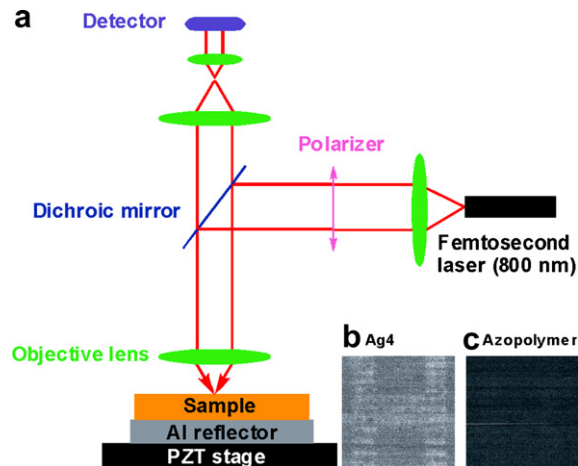 a
Detector
Polarizer
Dichroic mirror
Femtosecond
laser (800 nm)
Objective lens
b Ag4
c Azopolymer
Sample
Al reflector
PZT stage